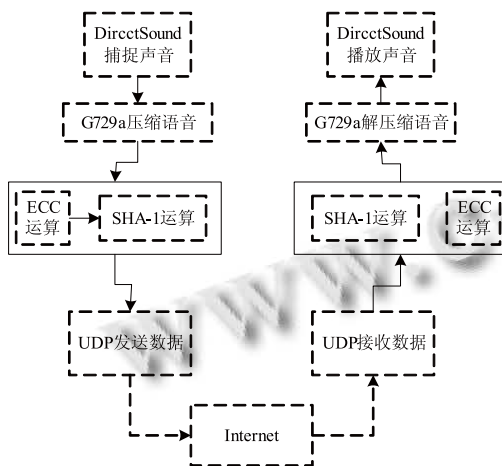 DircctSound
捕捉声音
DircctSound
播放声音
G729a压缩语音
G729a解压缩语音
ECC
运算
SHA-1运算
SHA-1运算
ECC
运算
www.c
UDP发送数据
UDP接收数据
Internet